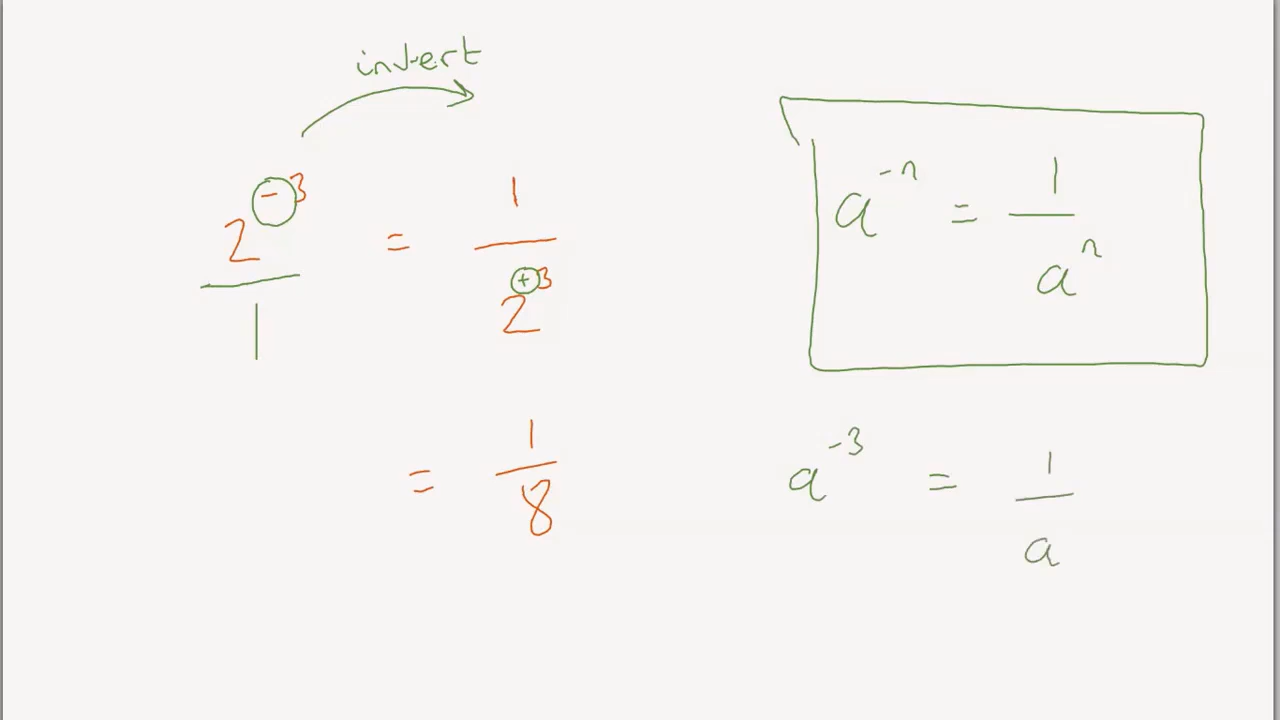 invert
2^-3 / 1 = 1 / 2^+3
= 1 / 8
a^-n = 1 / a^n
a^-3 = 1 / a